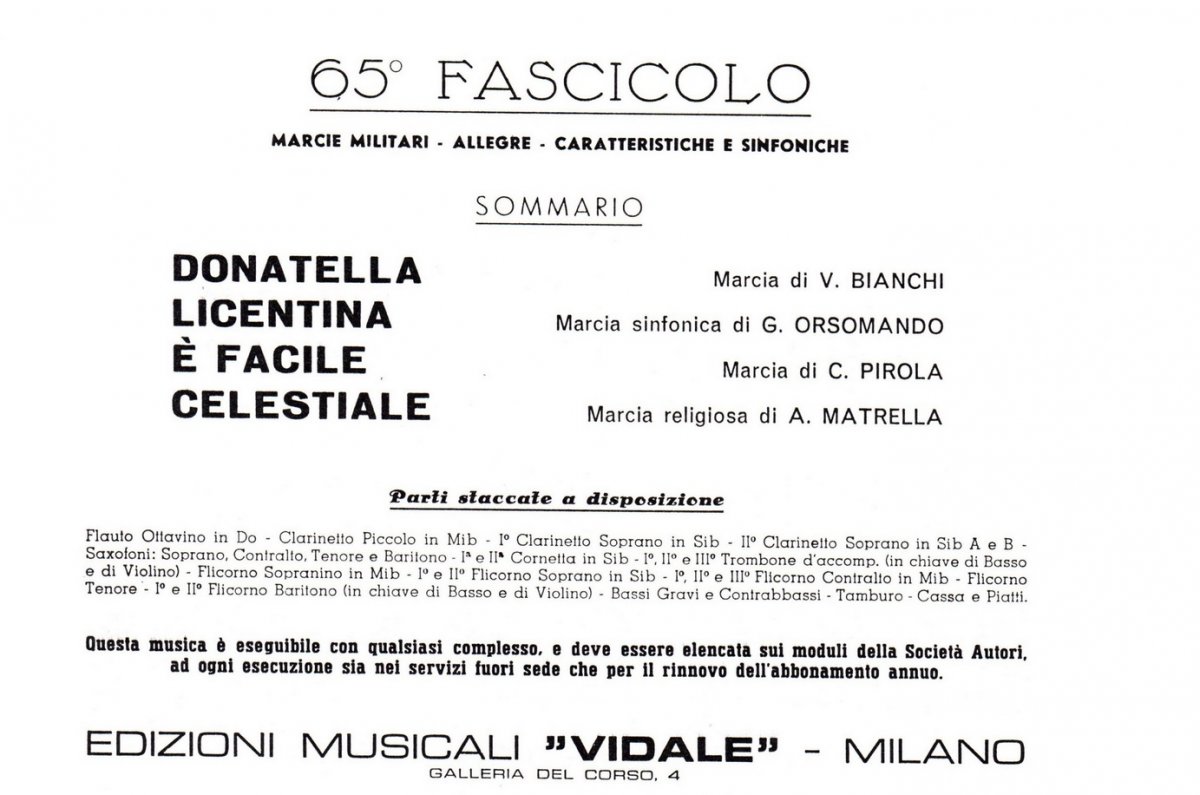 65° FASCICOLO
MARCIE MILITARI - ALLEGRE - CARATTERISTICHE E SINFONICHE
SOMMARIO
DONATELLA Marcia di V. BIANCHI
LICENTINA Marcia sinfonica di G. ORSOMANDO
È FACILE Marcia di C. PIROLA
CELESTIALE Marcia religiosa di A. MATRELLA
Parti staccate a disposizione
Flauto Ottavino in Do - Clarinetto Piccolo in Mib - I° Clarinetto Soprano in Sib - II° Clarinetto Soprano in Sib A e B -
Saxofoni: Soprano, Contralto, Tenore e Baritono - Iª e IIª Cornetta in Sib - I°, II° e III° Trombone d'accomp. (in chiave di Basso
e di Violino) - Flicorno Sopranino in Mib - I° e II° Flicorno Soprano in Sib - I°, II° e III° Flicorno Contralto in Mib - Flicorno
Tenore - I° e II° Flicorno Baritono (in chiave di Basso e di Violino) - Bassi Gravi e Contrabbassi - Tamburo - Cassa e Piatti.
Questa musica è eseguibile con qualsiasi complesso, e deve essere elencata sui moduli della Società Autori,
ad ogni esecuzione sia nei servizi fuori sede che per il rinnovo dell'abbonamento annuo.
EDIZIONI MUSICALI "VIDALE" - MILANO
GALLERIA DEL CORSO, 4